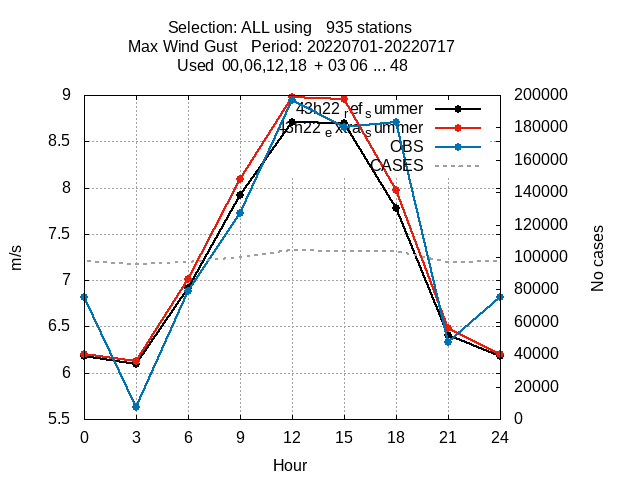 Selection: ALL using   935 stations
Max Wind Gust   Period: 20220701-20220717
Used  00,06,12,18  + 03 06 ... 48
9
8.5
8
7.5
7
6.5
6
5.5
m/s
200000
180000
160000
140000
120000
100000
80000
60000
40000
20000
0
No cases
43h22_ref_summer
OBS
CASES
0 3 6 9 12 15 18 21 24
Hour